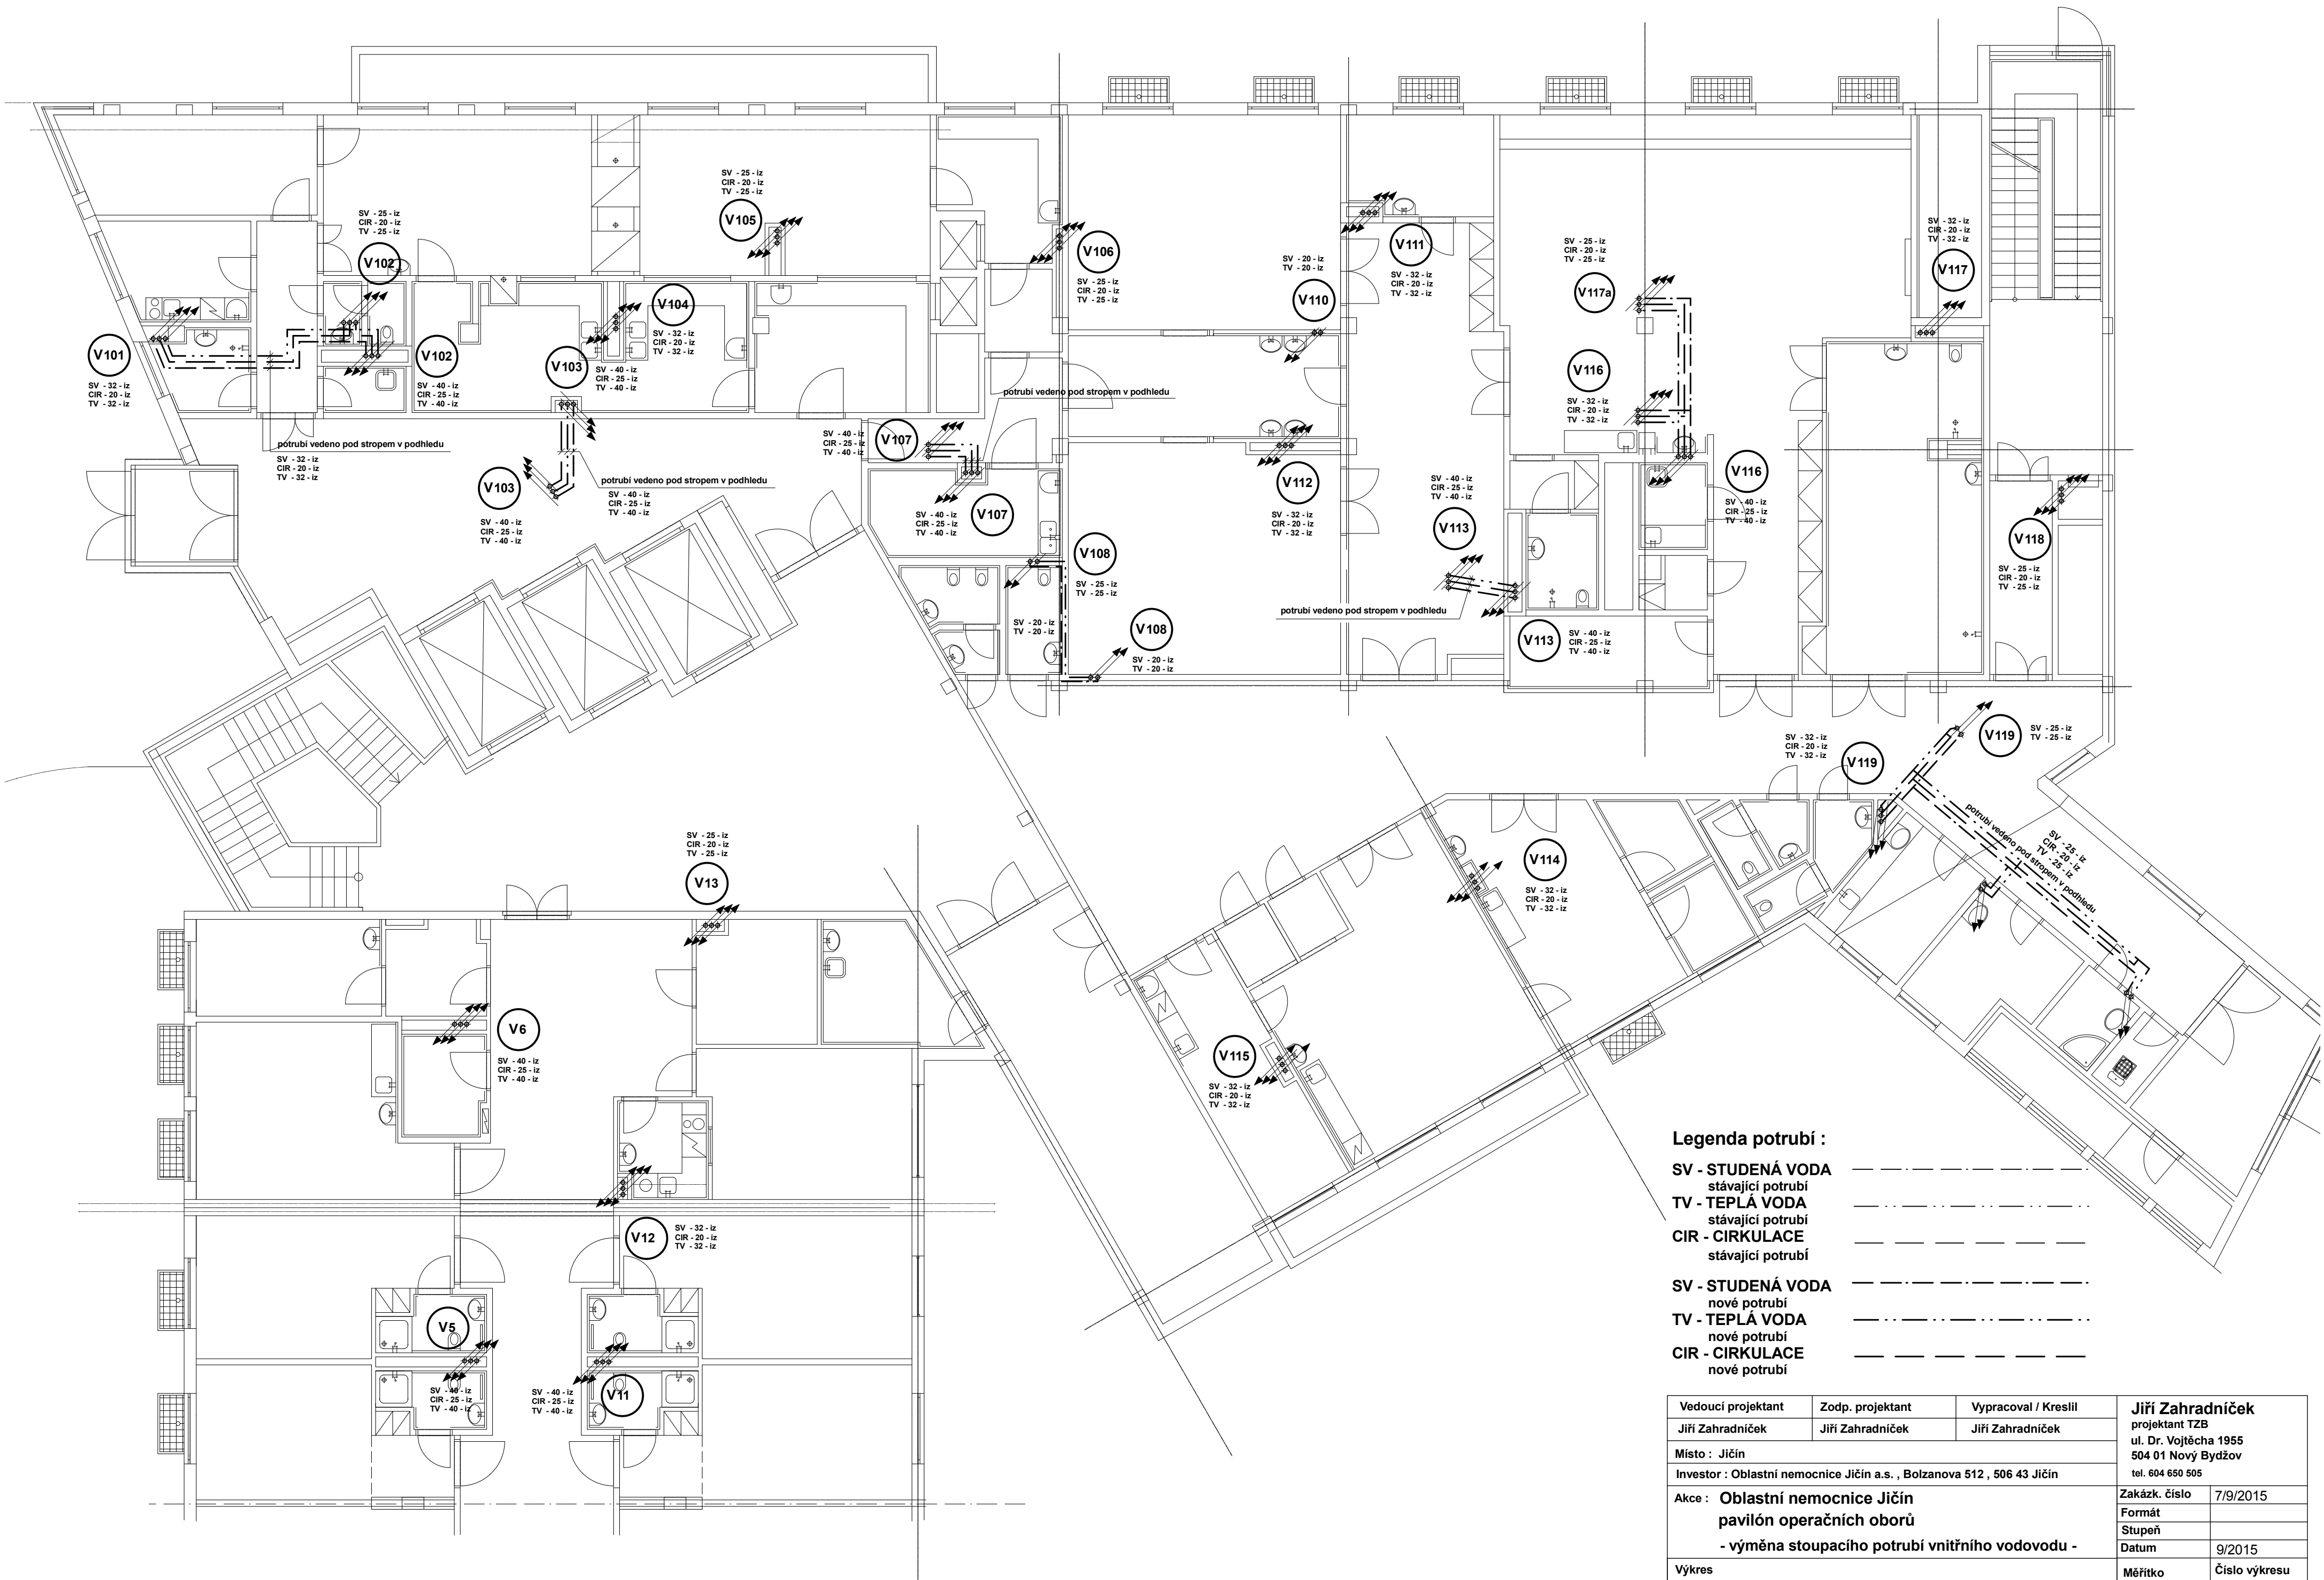 SV - 25 - iz
CIR - 20 - iz
TV - 25 - iz
V105
SV - 25 - iz
CIR - 20 - iz
TV - 25 - iz
V102
V101
SV - 32 - iz
CIR - 20 - iz
TV - 32 - iz
V102
SV - 40 - iz
CIR - 25 - iz
TV - 40 - iz
V104
SV - 32 - iz
CIR - 20 - iz
TV - 32 - iz
V103
SV - 40 - iz
CIR - 25 - iz
TV - 40 - iz
V106
SV - 25 - iz
CIR - 20 - iz
TV - 25 - iz
SV - 20 - iz
TV - 20 - iz
V110
V111
SV - 32 - iz
CIR - 20 - iz
TV - 32 - iz
SV - 25 - iz
CIR - 20 - iz
TV - 25 - iz
V117a
SV - 32 - iz
CIR - 20 - iz
TV - 32 - iz
V117
V116
SV - 32 - iz
CIR - 20 - iz
TV - 32 - iz
potrubí vedeno pod stropem v podhledu
SV - 32 - iz
CIR - 20 - iz
TV - 32 - iz
potrubí vedeno pod stropem v podhledu
SV - 40 - iz
CIR - 25 - iz
TV - 40 - iz
V107
potrubí vedeno pod stropem v podhledu
SV - 40 - iz
CIR - 25 - iz
TV - 40 - iz
V103
SV - 40 - iz
CIR - 25 - iz
TV - 40 - iz
SV - 40 - iz
CIR - 25 - iz
TV - 40 - iz
V107
V112
SV - 32 - iz
CIR - 20 - iz
TV - 32 - iz
SV - 40 - iz
CIR - 25 - iz
TV - 40 - iz
V113
V116
SV - 40 - iz
CIR - 25 - iz
TV - 40 - iz
V118
SV - 25 - iz
CIR - 20 - iz
TV - 25 - iz
V108
SV - 25 - iz
TV - 25 - iz
SV - 20 - iz
TV - 20 - iz
V108
SV - 20 - iz
TV - 20 - iz
potrubí vedeno pod stropem v podhledu
V113
SV - 40 - iz
CIR - 25 - iz
TV - 40 - iz
SV - 32 - iz
CIR - 20 - iz
TV - 32 - iz
V119
V119
SV - 25 - iz
TV - 25 - iz
SV - 25 - iz
CIR - 20 - iz
TV - 25 - iz
potrubí vedeno pod stropem v podhledu
SV - 25 - iz
CIR - 20 - iz
TV - 25 - iz
V13
V114
SV - 32 - iz
CIR - 20 - iz
TV - 32 - iz
V6
SV - 40 - iz
CIR - 25 - iz
TV - 40 - iz
V115
SV - 32 - iz
CIR - 20 - iz
TV - 32 - iz
V12
SV - 32 - iz
CIR - 20 - iz
TV - 32 - iz
V5
SV - 40 - iz
CIR - 25 - iz
TV - 40 - iz
SV - 40 - iz
CIR - 25 - iz
TV - 40 - iz
V11
Legenda potrubí :
SV - STUDENÁ VODA
stávající potrubí
TV - TEPLÁ VODA
stávající potrubí
CIR - CIRKULACE
stávající potrubí
SV - STUDENÁ VODA
nové potrubí
TV - TEPLÁ VODA
nové potrubí
CIR - CIRKULACE
nové potrubí
Vedoucí projektant Zodp. projektant Vypracoval / Kreslil
Jiří Zahradníček Jiří Zahradníček Jiří Zahradníček
Místo : Jičín
Investor : Oblastní nemocnice Jičín a.s. , Bolzanova 512 , 506 43 Jičín
Akce : Oblastní nemocnice Jičín
pavilón operačních oborů
- výměna stoupacího potrubí vnitřního vodovodu -
Výkres
Jiří Zahradníček
projektant TZB
ul. Dr. Vojtěcha 1955
504 01 Nový Bydžov
tel. 604 650 505
Zakázk. číslo 7/9/2015
Formát
Stupeň
Datum 9/2015
Měřítko Číslo výkresu